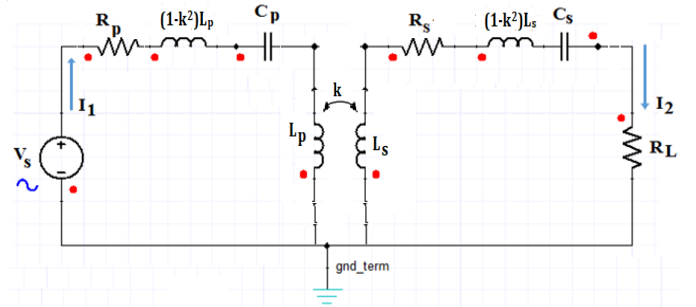 Rp (1-k²)Lp Cp Rs (1-k²)Ls Cs
I1 k I2
Lp Ls RL
Vs + −
gnd_term